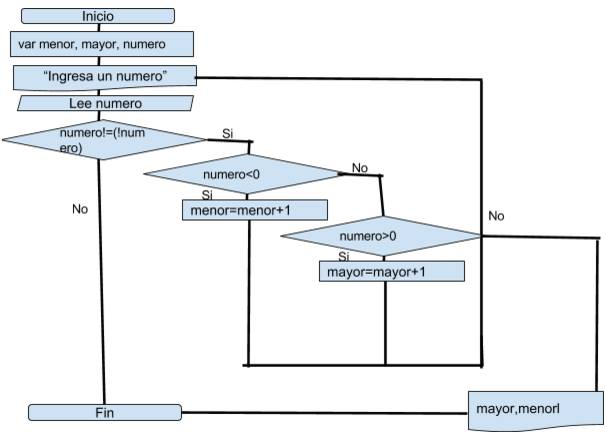 Inicio
var menor, mayor, numero
“Ingresa un numero”
Lee numero
numero!=(!num
ero)
Si
numero<0
No
Si
menor=menor+1
No
numero>0
No
Si
mayor=mayor+1
Fin
mayor,menorl